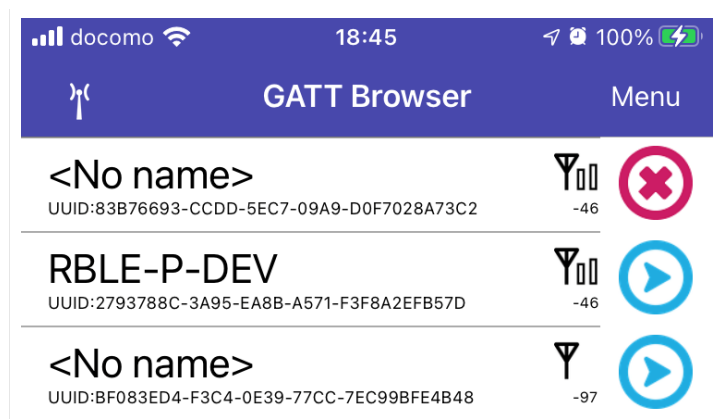 docomo 18:45 100%
GATT Browser Menu
<No name>
UUID:83B76693-CCDD-5EC7-09A9-D0F7028A73C2 -46
RBLE-P-DEV
UUID:2793788C-3A95-EA8B-A571-F3F8A2EFB57D -46
<No name>
UUID:BF083ED4-F3C4-0E39-77CC-7EC99BFE4B48 -97